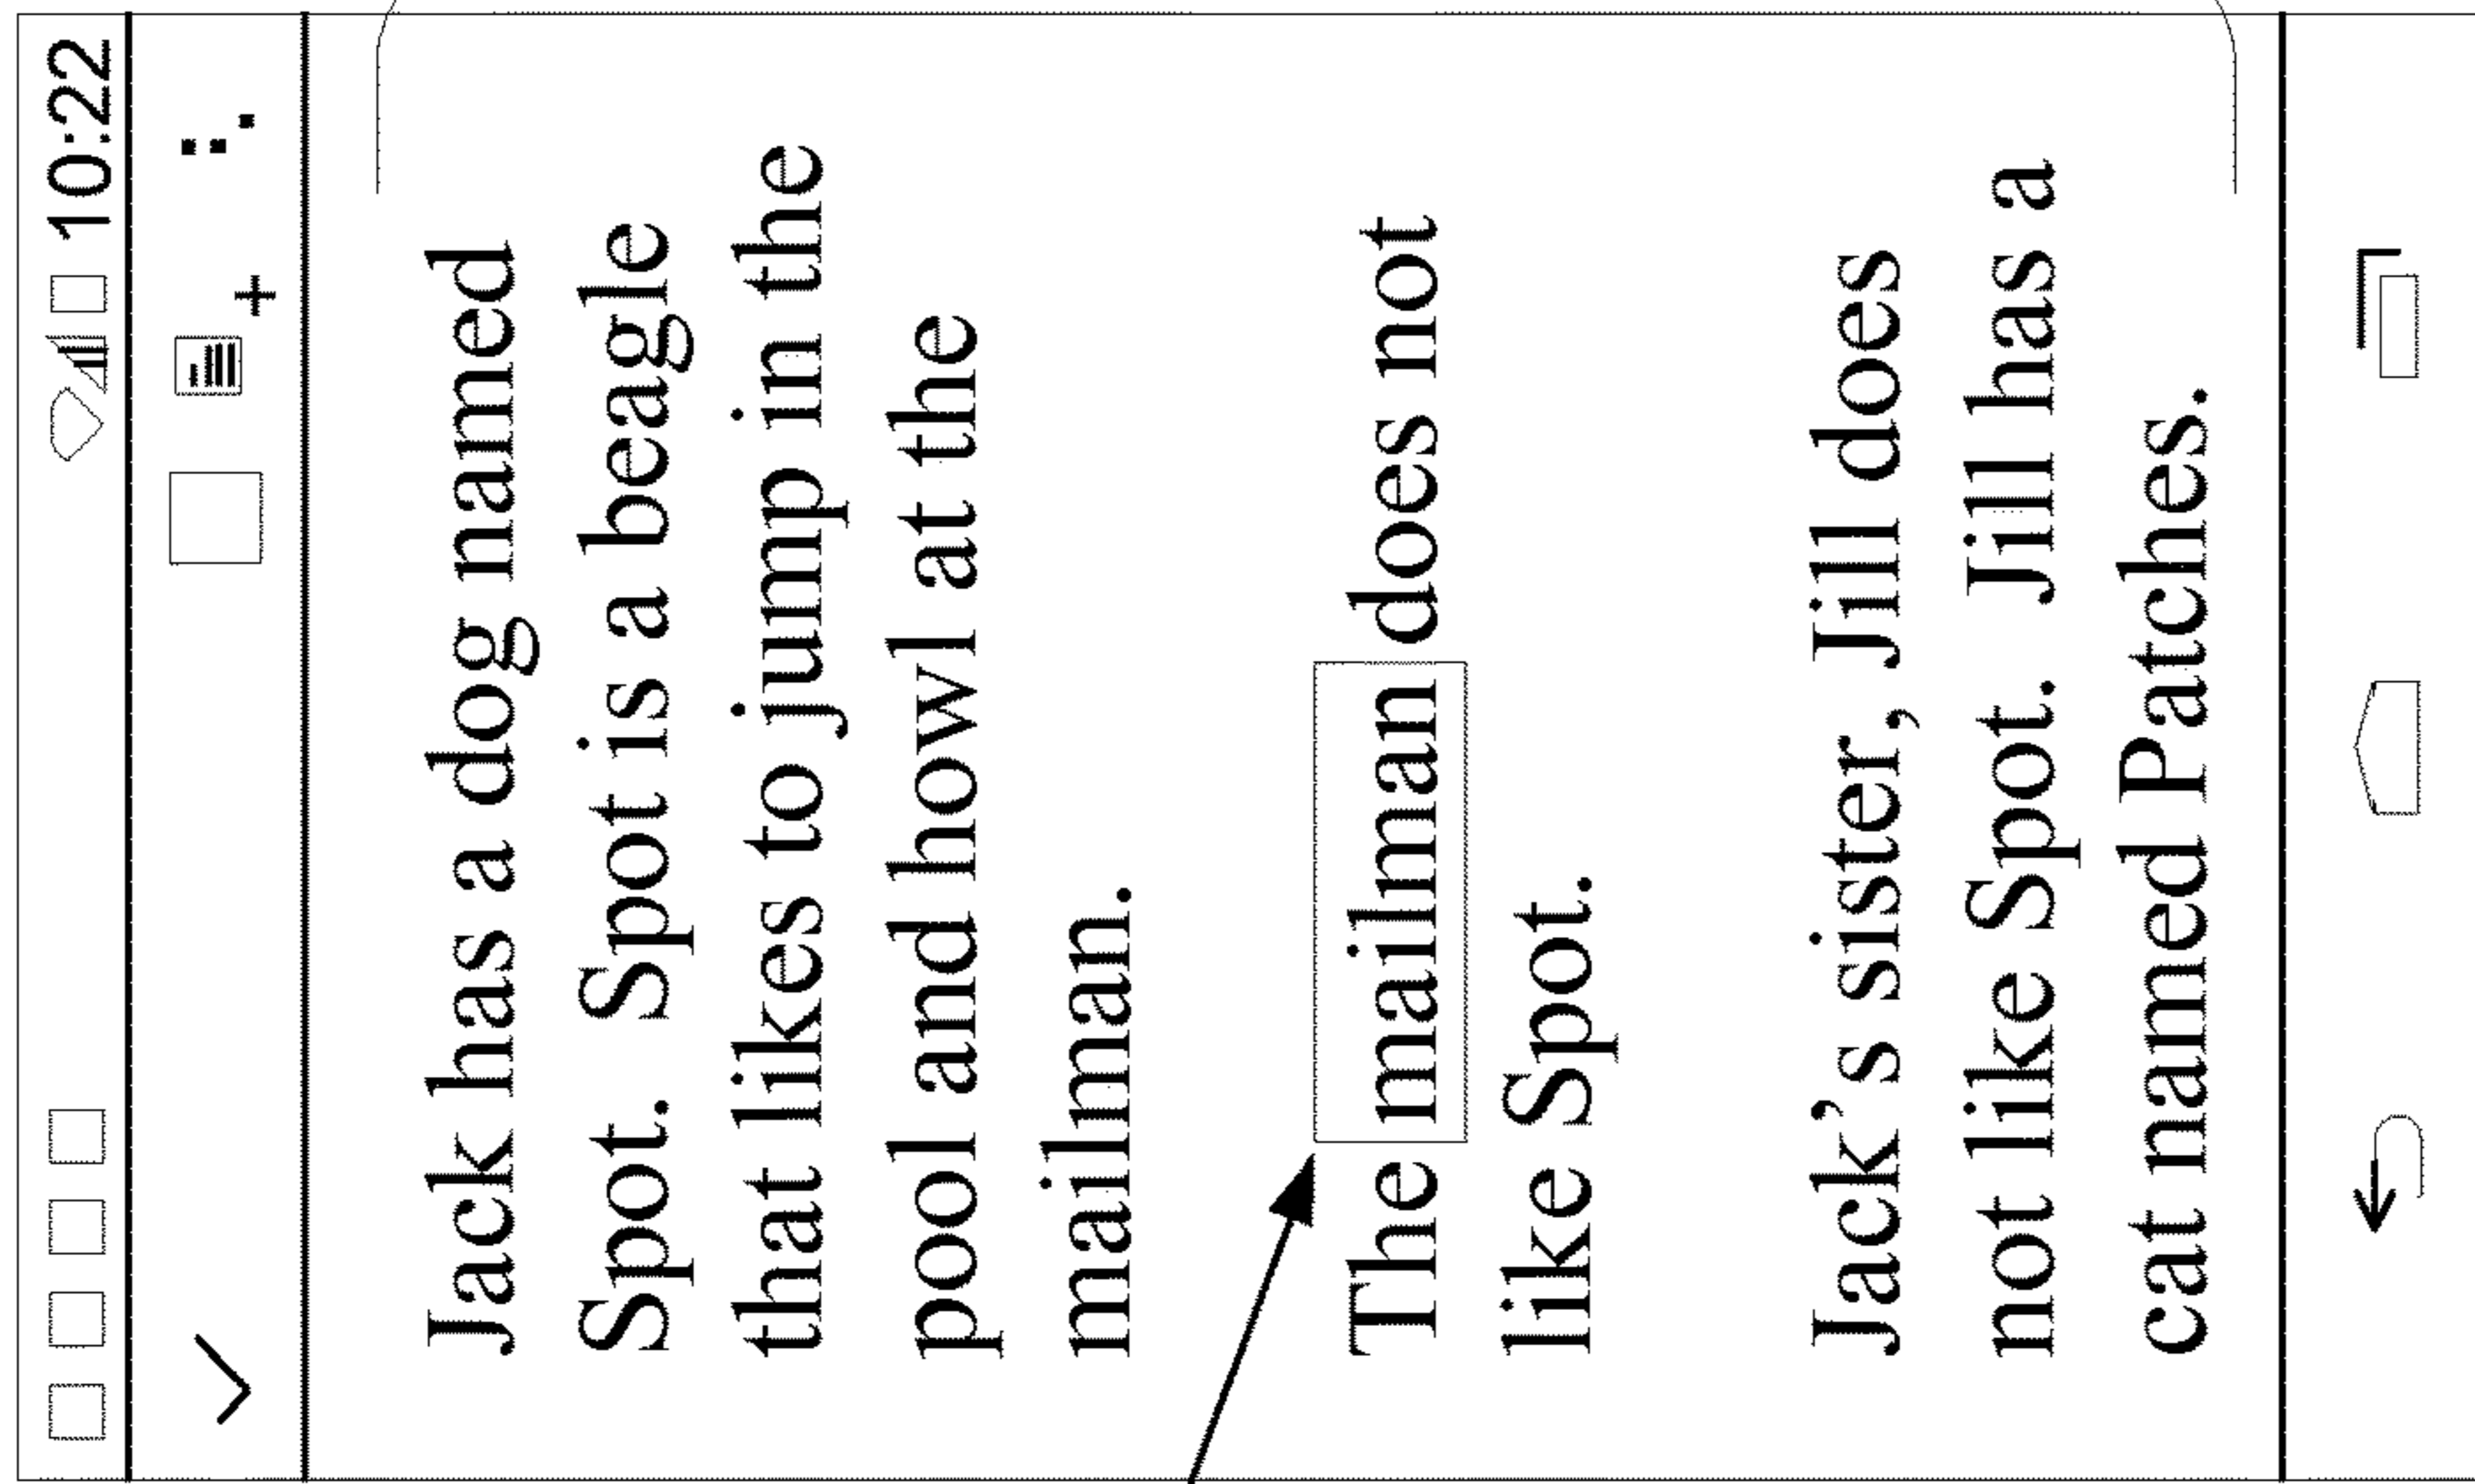 10:22
Jack has a dog named
Spot.  Spot is a beagle
that likes to jump in the
pool and howl at the
mailman.
The mailman does not
like Spot.
Jack’s sister, Jill does
not like Spot.  Jill has a
cat named Patches.